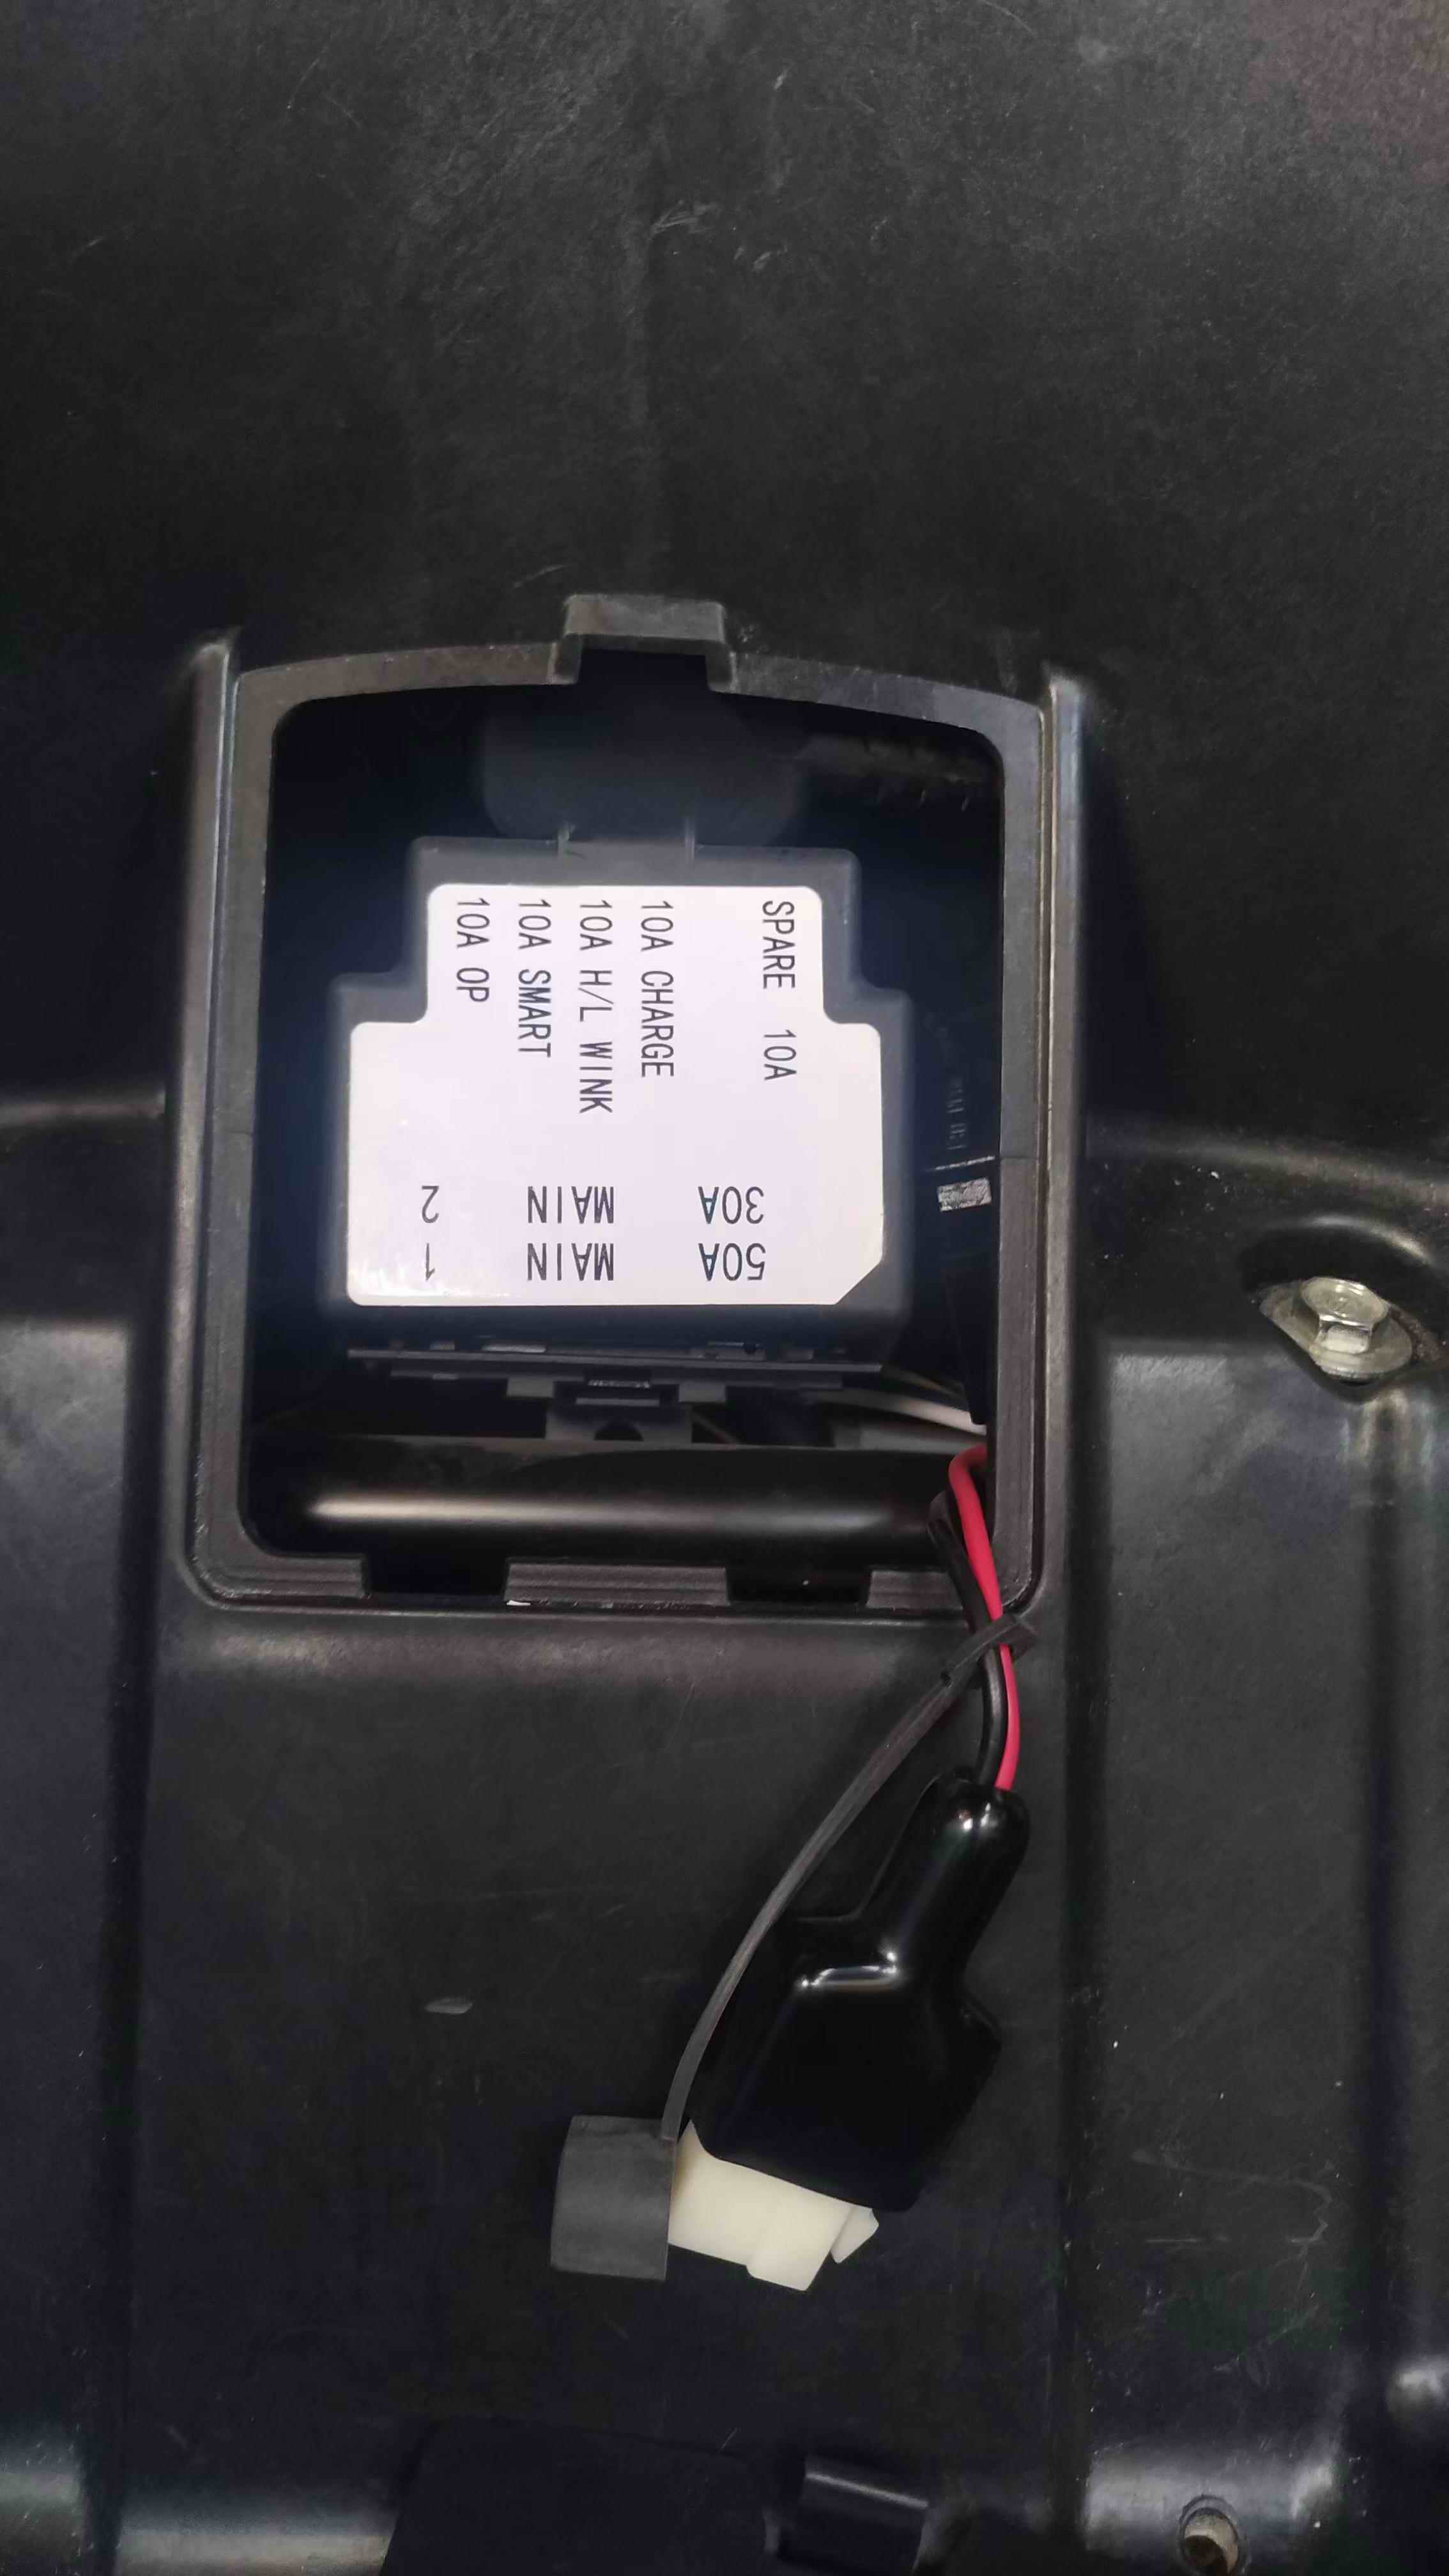 SPARE 10A
10A CHARGE
10A H/L WINK
10A SMART
10A OP
50A MAIN 1
30A MAIN 2